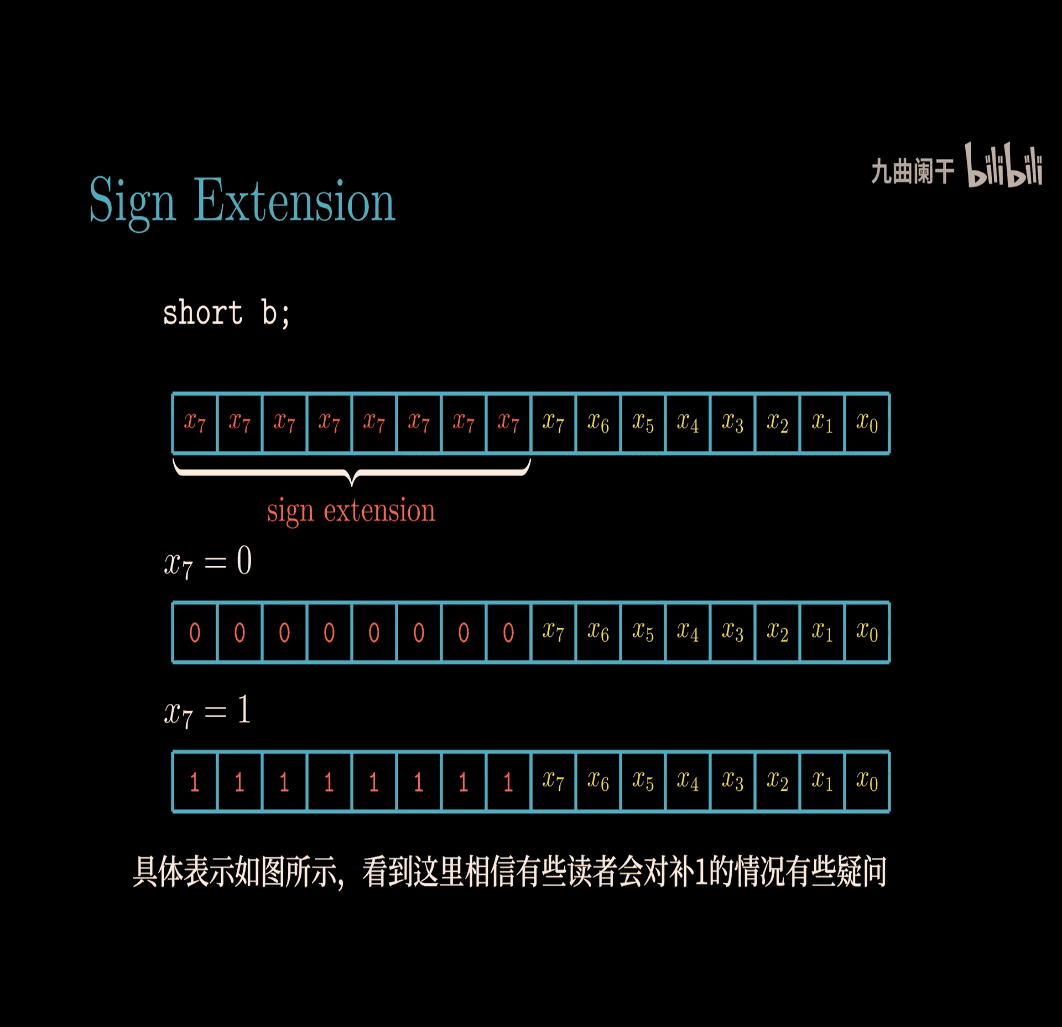 九曲阑干 bilibili
Sign Extension
short b;
x₇ x₇ x₇ x₇ x₇ x₇ x₇ x₇ x₇ x₆ x₅ x₄ x₃ x₂ x₁ x₀
sign extension
x₇ = 0
0 0 0 0 0 0 0 0 x₇ x₆ x₅ x₄ x₃ x₂ x₁ x₀
x₇ = 1
1 1 1 1 1 1 1 1 x₇ x₆ x₅ x₄ x₃ x₂ x₁ x₀
具体表示如图所示，看到这里相信有些读者会对补1的情况有些疑问